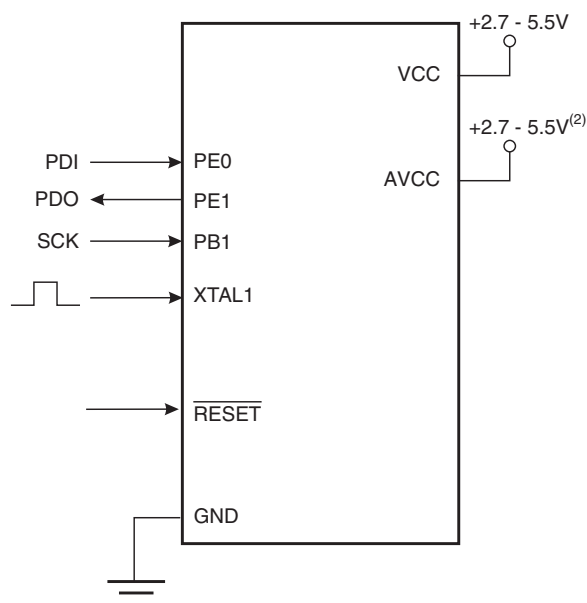 +2.7 - 5.5V
VCC
+2.7 - 5.5V(2)
AVCC
PDI PE0
PDO PE1
SCK PB1
XTAL1
RESET
GND